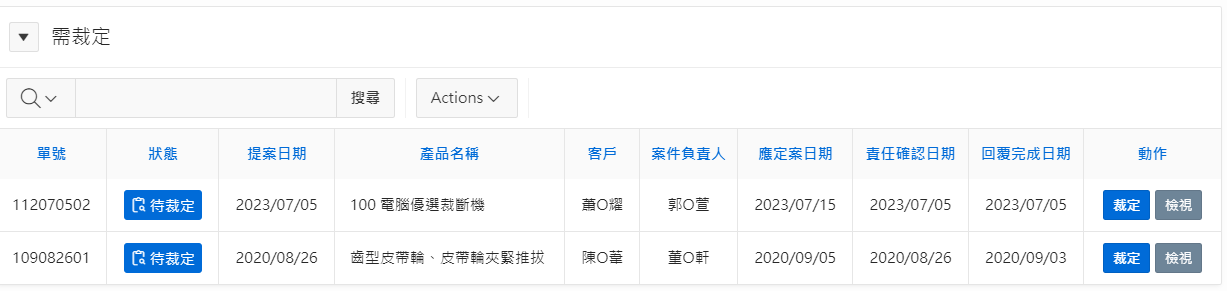 需裁定
搜尋 Actions
單號 狀態 提案日期 產品名稱 客戶 案件負責人 應定案日期 責任確認日期 回覆完成日期 動作
112070502 待裁定 2023/07/05 100 電腦優選裁斷機 蕭O耀 郭O萱 2023/07/15 2023/07/05 2023/07/05 裁定 檢視
109082601 待裁定 2020/08/26 齒型皮帶輪、皮帶輪夾緊推拔 陳O葦 董O軒 2020/09/05 2020/08/26 2020/09/03 裁定 檢視